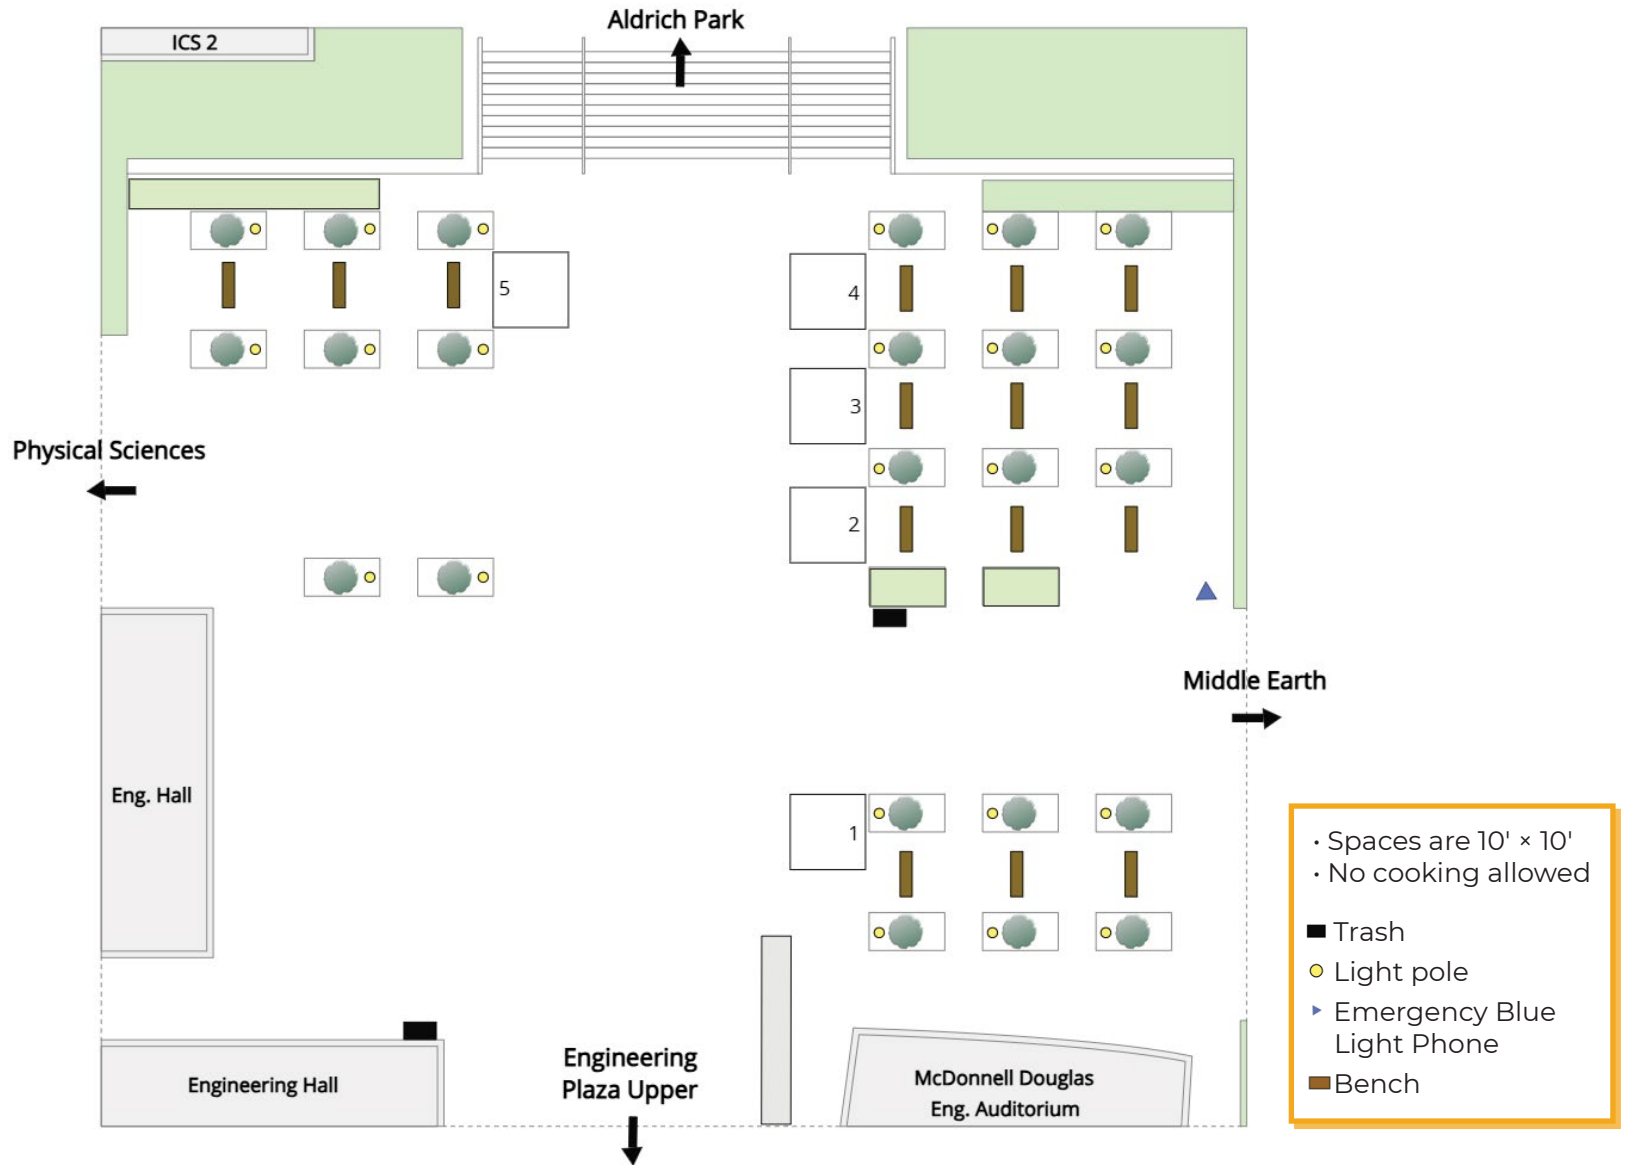 Aldrich Park
ICS 2
5
4
3
Physical Sciences
2
Middle Earth
Eng. Hall
1
· Spaces are 10' × 10'
· No cooking allowed
Trash
Light pole
Emergency Blue
Light Phone
Bench
Engineering
Plaza Upper
Engineering Hall
McDonnell Douglas
Eng. Auditorium